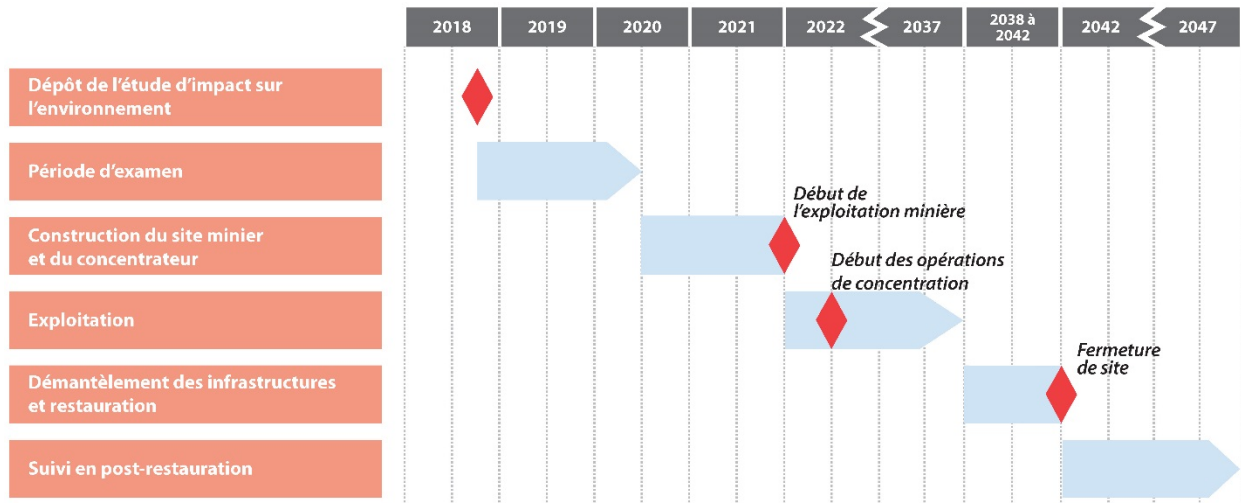 2018 2019 2020 2021 2022 2037 2038 à 2042 2042 2047
Dépôt de l'étude d'impact sur
l'environnement
Période d'examen
Construction du site minier
et du concentrateur
Début de
l'exploitation minière
Exploitation
Début des opérations
de concentration
Démantèlement des infrastructures
et restauration
Fermeture
de site
Suivi en post-restauration